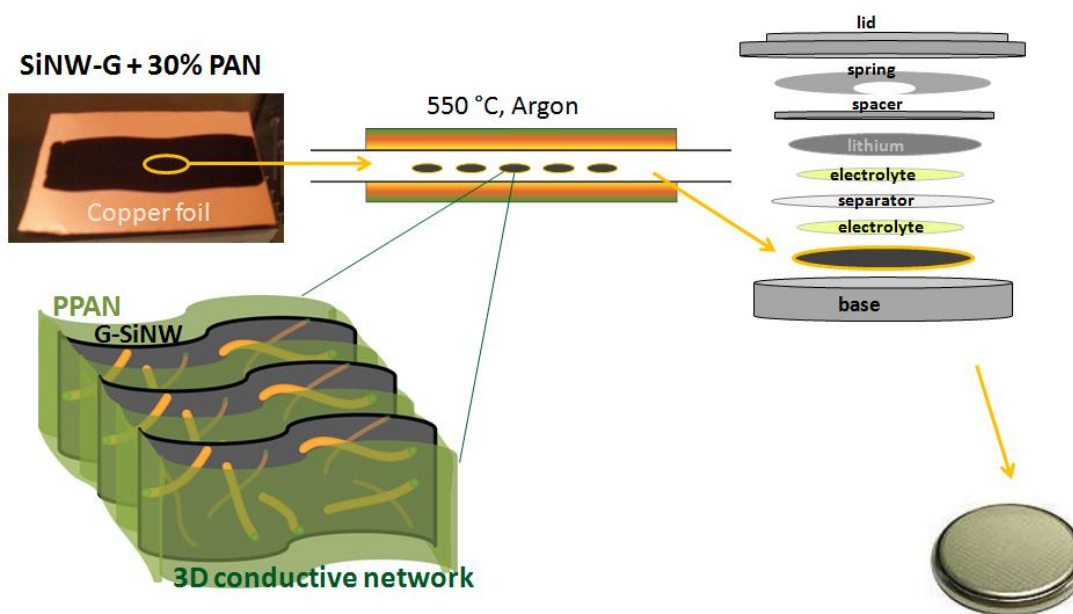 SiNW-G + 30% PAN
Copper foil
550 °C, Argon
lid
spring
spacer
lithium
electrolyte
separator
electrolyte
base
PPAN
G-SiNW
3D conductive network